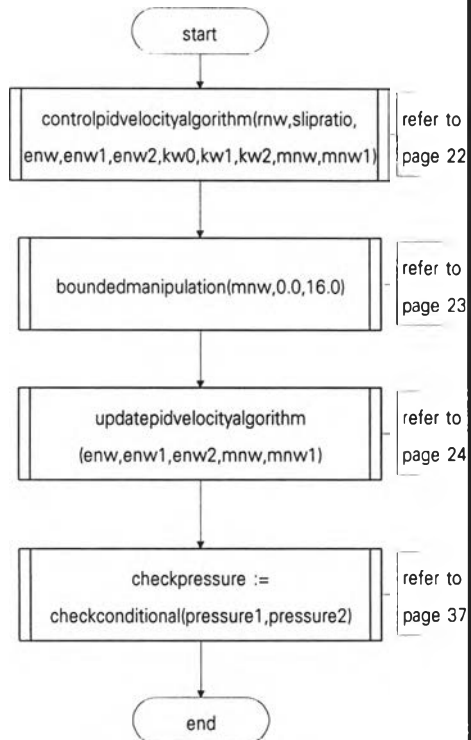 start
controlpidvelocityalgorithm(rnw,slipratio,
enw,enw1,enw2,kw0,kw1,kw2,mnw,mnw1)
refer to
page 22
boundedmanipulation(mnw,0.0,16.0)
refer to
page 23
updatepidvelocityalgorithm
(enw,enw1,enw2,mnw,mnw1)
refer to
page 24
checkpressure :=
checkconditional(pressure1,pressure2)
refer to
page 37
end